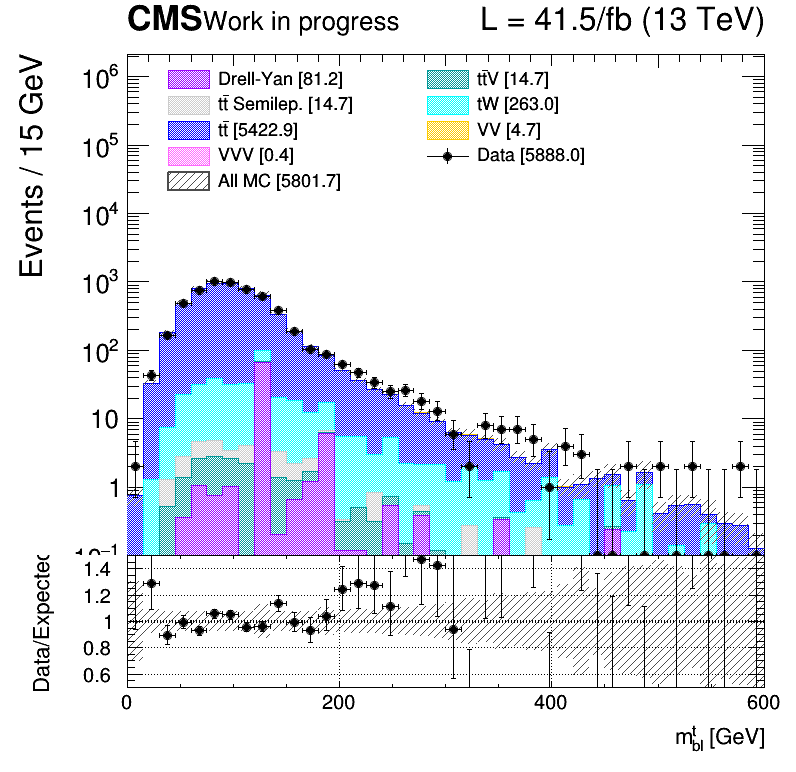 CMS Work in progress L = 41.5/fb (13 TeV)
Events / 15 GeV
Drell-Yan [81.2]
tt̄ Semilep. [14.7]
tt̄ [5422.9]
VVV [0.4]
All MC [5801.7]
tt̄V [14.7]
tW [263.0]
VV [4.7]
Data [5888.0]
10⁶
10⁵
10⁴
10³
10²
10
1
10⁻¹
Data/Expected
1.4
1.2
1
0.8
0.6
0 200 400 600
mᵗ_bl [GeV]